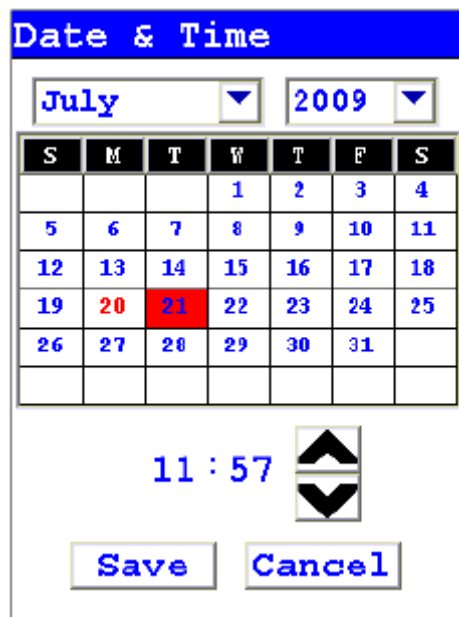 Date & Time
July 2009
S M T W T F S
1 2 3 4
5 6 7 8 9 10 11
12 13 14 15 16 17 18
19 20 21 22 23 24 25
26 27 28 29 30 31
11:57
Save Cancel